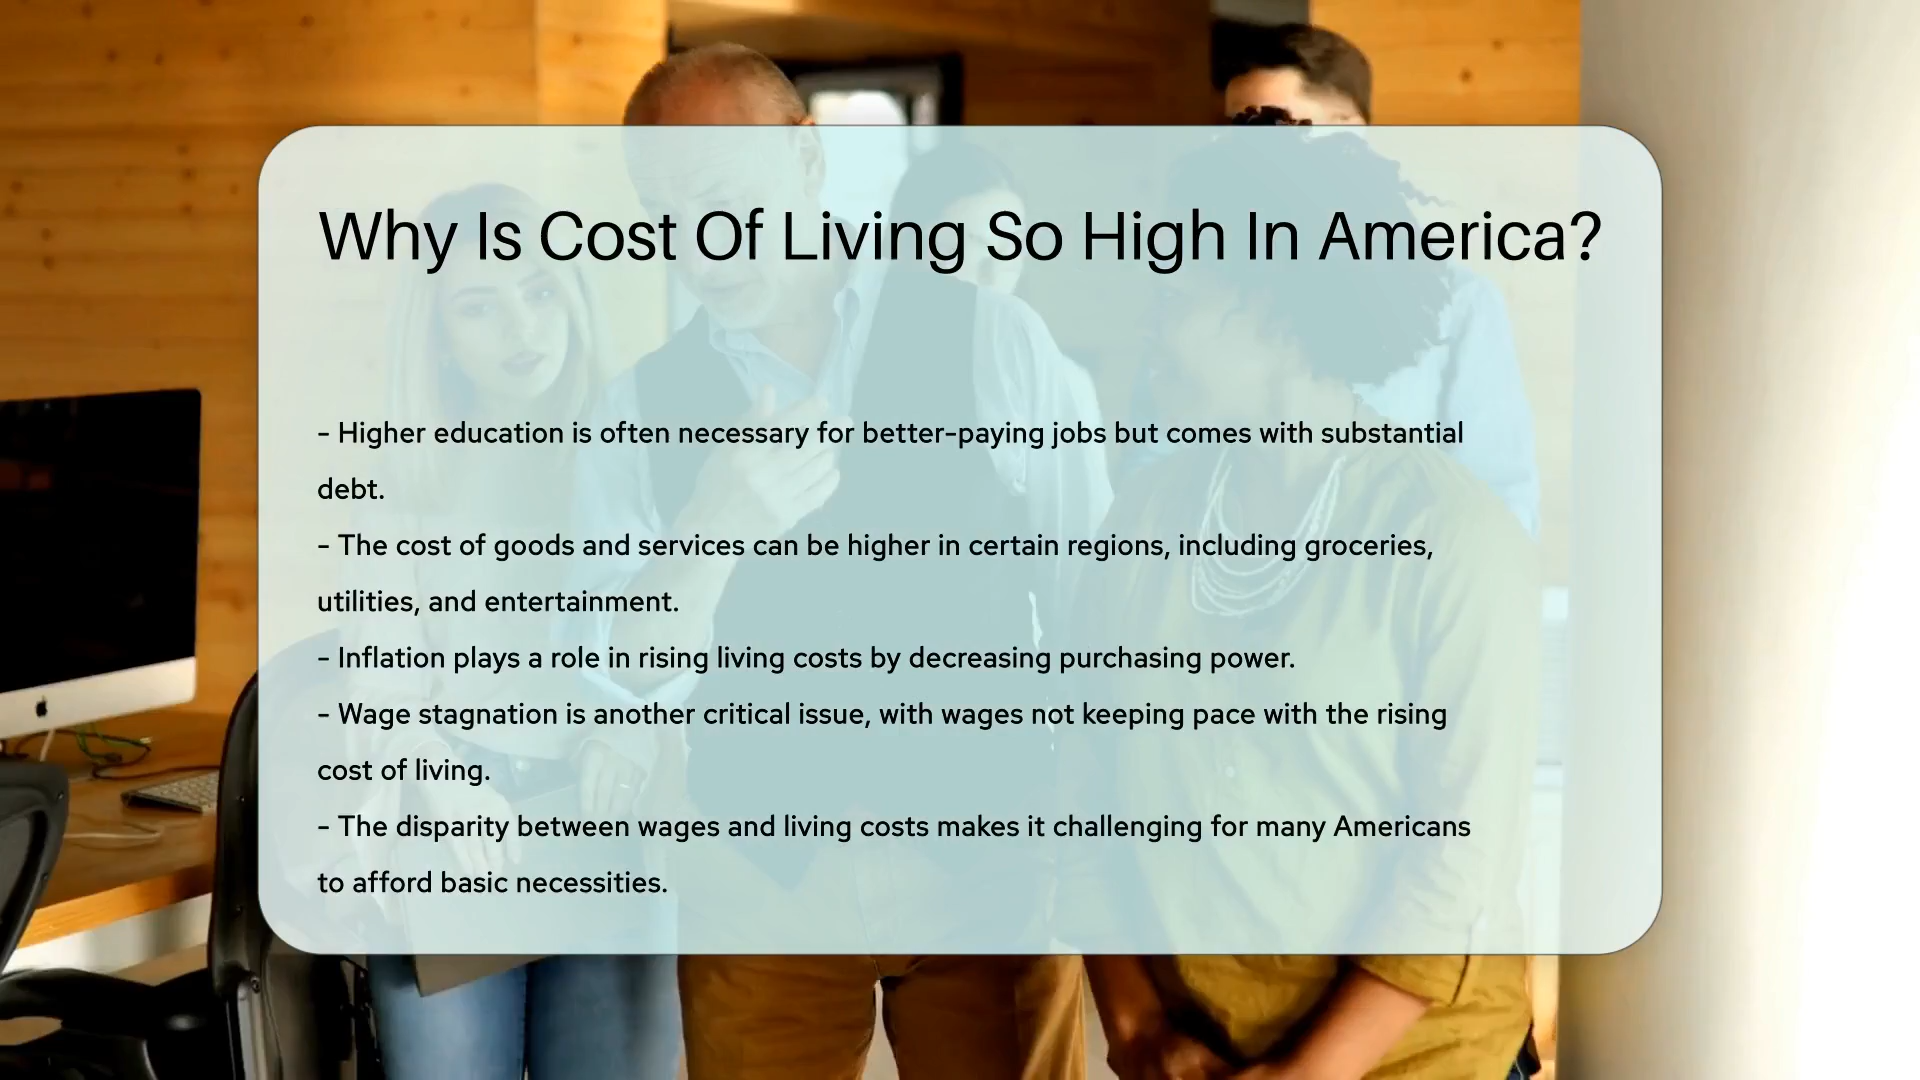 Why Is Cost Of Living So High In America?
- Higher education is often necessary for better-paying jobs but comes with substantial
debt.
- The cost of goods and services can be higher in certain regions, including groceries,
utilities, and entertainment.
- Inflation plays a role in rising living costs by decreasing purchasing power.
- Wage stagnation is another critical issue, with wages not keeping pace with the rising
cost of living.
- The disparity between wages and living costs makes it challenging for many Americans
to afford basic necessities.